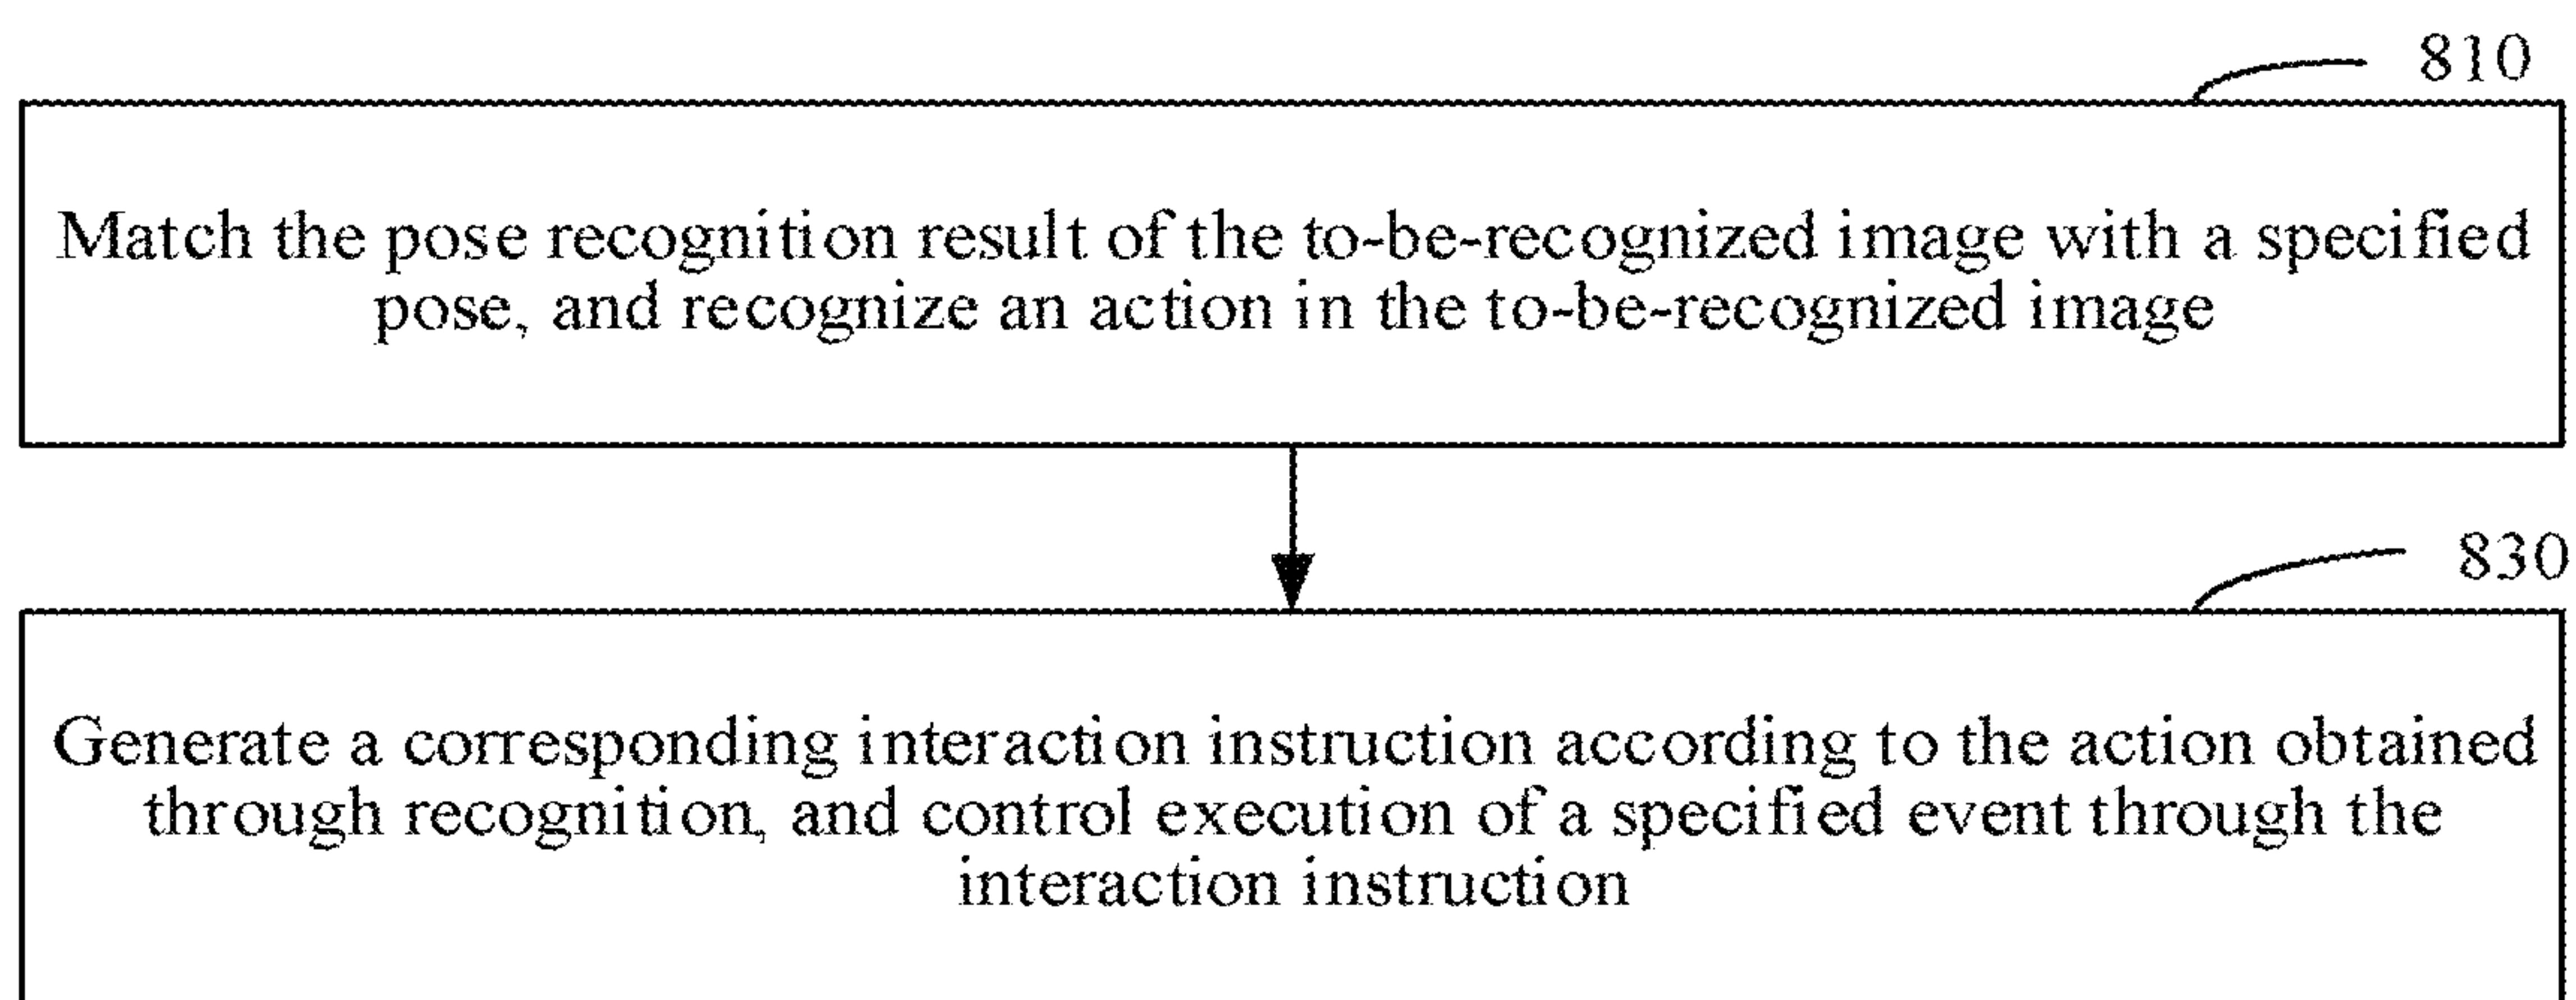 810
Match the pose recognition result of the to-be-recognized image with a specified
pose, and recognize an action in the to-be-recognized image
830
Generate a corresponding interaction instruction according to the action obtained
through recognition, and control execution of a specified event through the
interaction instruction